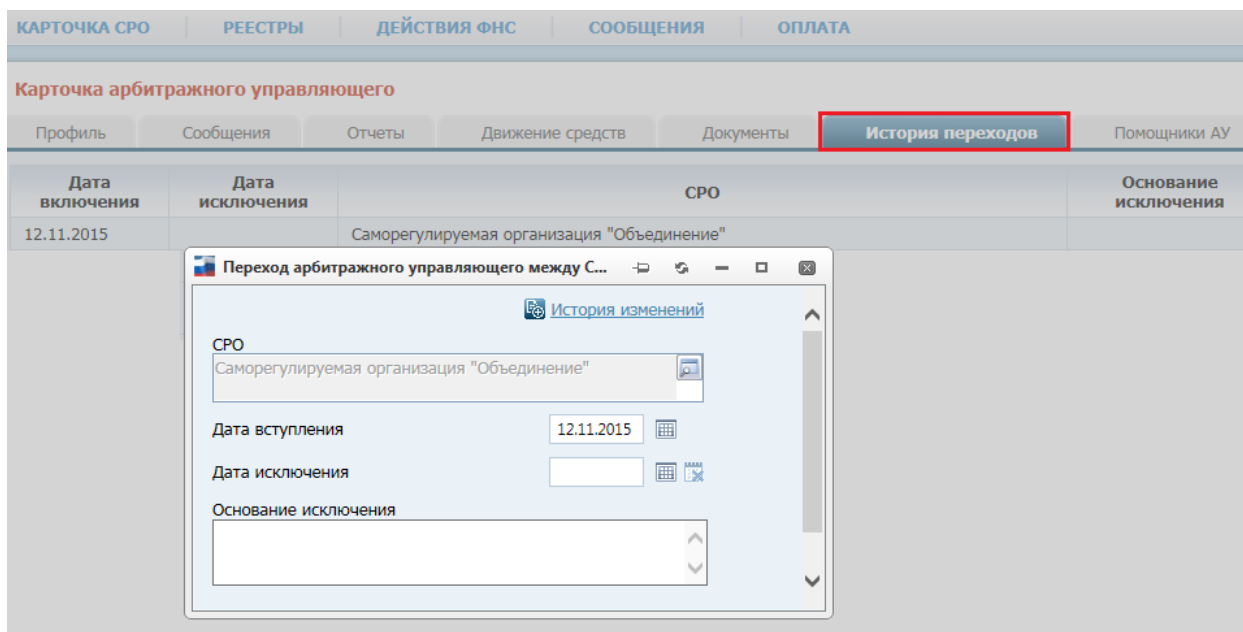 КАРТОЧКА СРО РЕЕСТРЫ ДЕЙСТВИЯ ФНС СООБЩЕНИЯ ОПЛАТА
Карточка арбитражного управляющего
Профиль Сообщения Отчеты Движение средств Документы История переходов Помощники АУ
Дата включения Дата исключения СРО Основание исключения
12.11.2015 Саморегулируемая организация "Объединение"
Переход арбитражного управляющего между С...
История изменений
СРО
Саморегулируемая организация "Объединение"
Дата вступления 12.11.2015
Дата исключения
Основание исключения